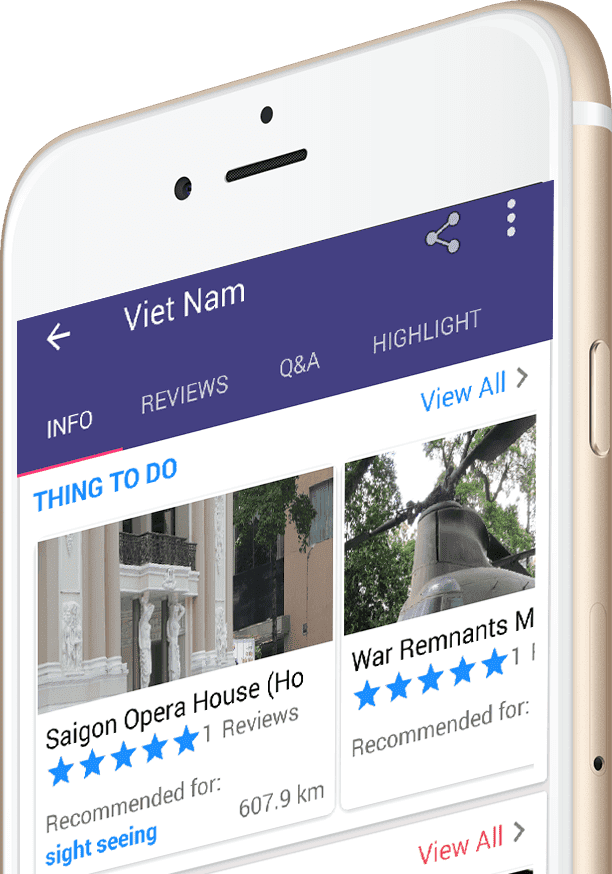 Viet Nam
INFO
REVIEWS
Q&A
HIGHLIGHT
View All
THING TO DO
Saigon Opera House (Ho
1 Reviews
Recommended for:
sight seeing
607.9 km
War Remnants M
1
Recommended for:
View All